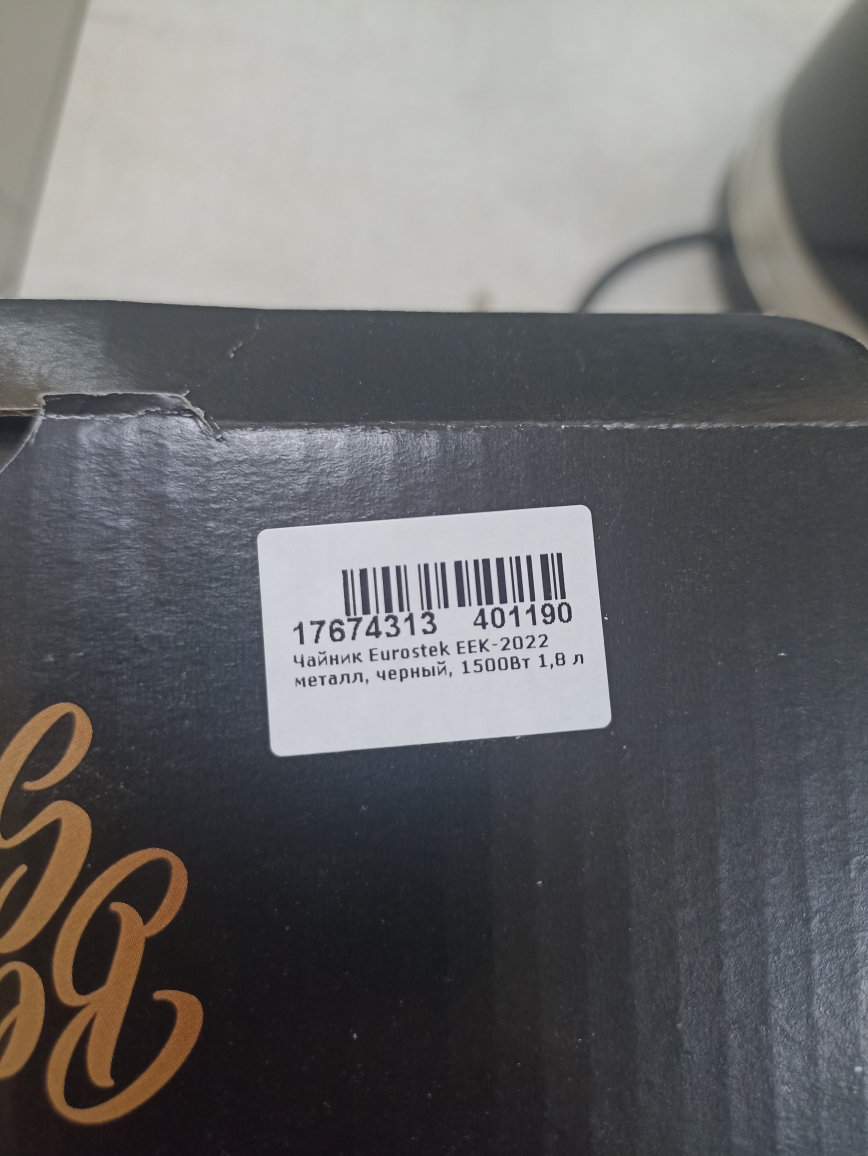 17674313 401190
Чайник Eurostek EEK-2022
металл, черный, 1500Вт 1,8 л